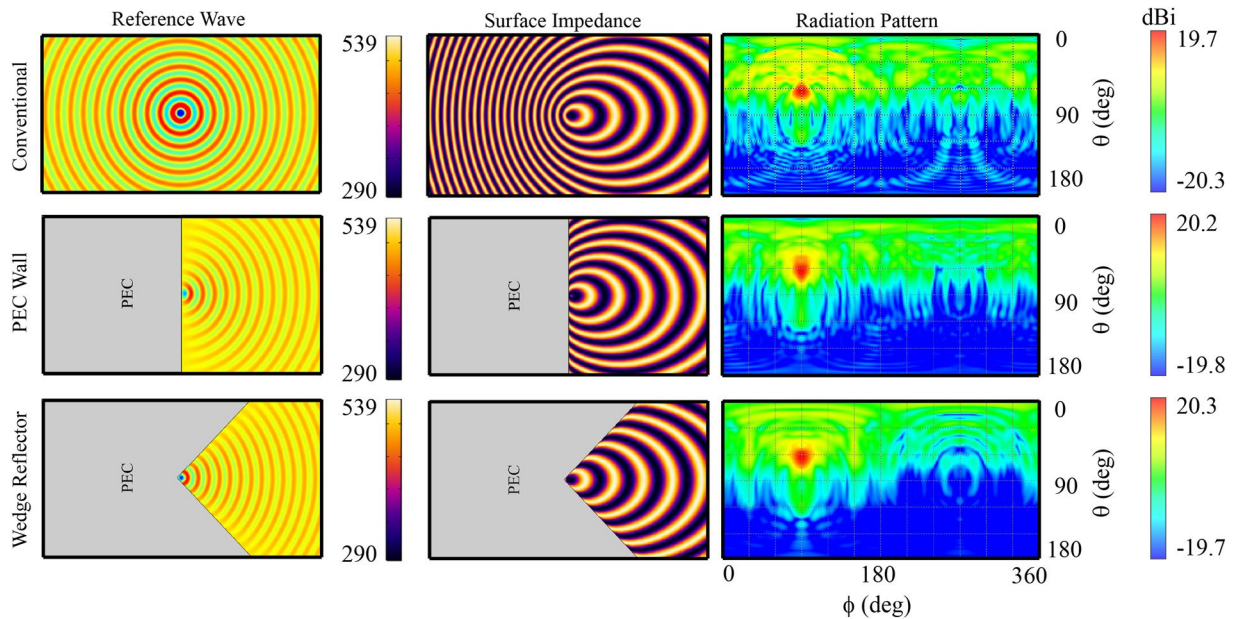 Reference Wave
Surface Impedance
Radiation Pattern
dBi
Conventional
539
290
539
290
0
90
180
θ (deg)
19.7
-20.3
PEC Wall
PEC
539
290
PEC
0
90
180
θ (deg)
20.2
-19.8
Wedge Reflector
PEC
539
290
PEC
0
90
180
θ (deg)
20.3
-19.7
0
180
360
ϕ (deg)